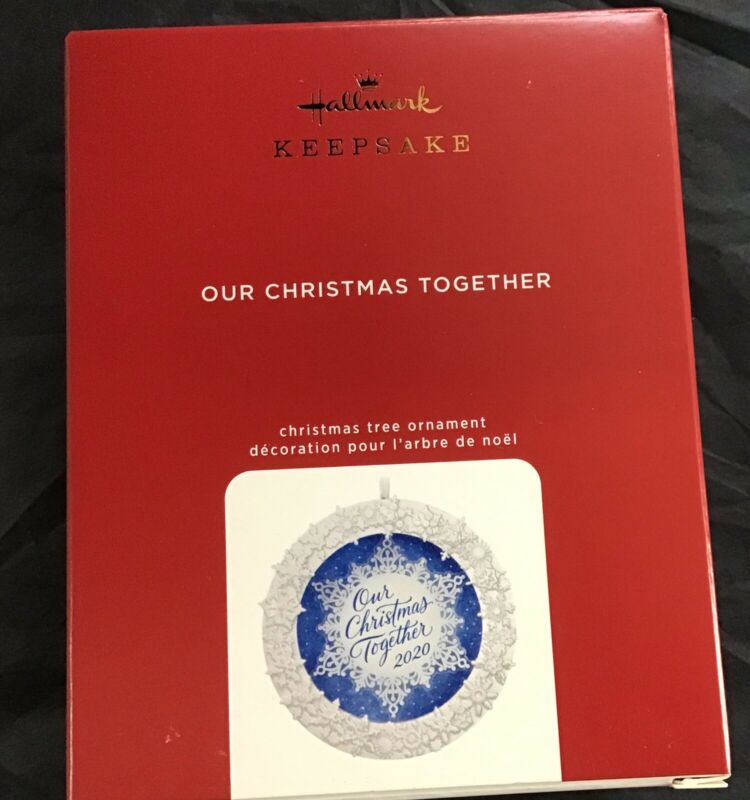 Hallmark
KEEPSAKE
OUR CHRISTMAS TOGETHER
christmas tree ornament
décoration pour l'arbre de noël
Our
Christmas
Together
2020